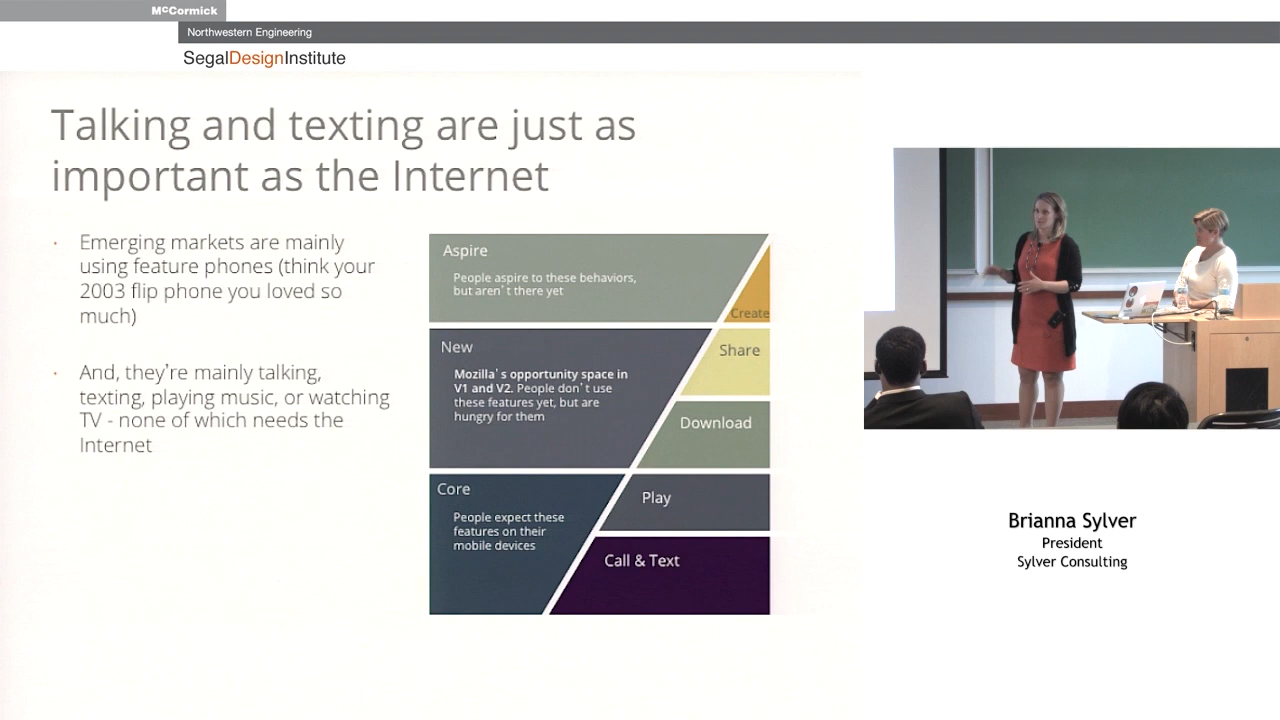 McCormick
Northwestern Engineering
SegalDesignInstitute
Talking and texting are just as
important as the Internet
· Emerging markets are mainly
using feature phones (think your
2003 flip phone you loved so
much)
· And, they're mainly talking,
texting, playing music, or watching
TV - none of which needs the
Internet
Aspire
People aspire to these behaviors,
but aren't there yet
Create
New
Mozilla's opportunity space in
V1 and V2. People don't use
these features yet, but are
hungry for them
Share
Download
Core
People expect these
features on their
mobile devices
Play
Call & Text
Brianna Sylver
President
Sylver Consulting